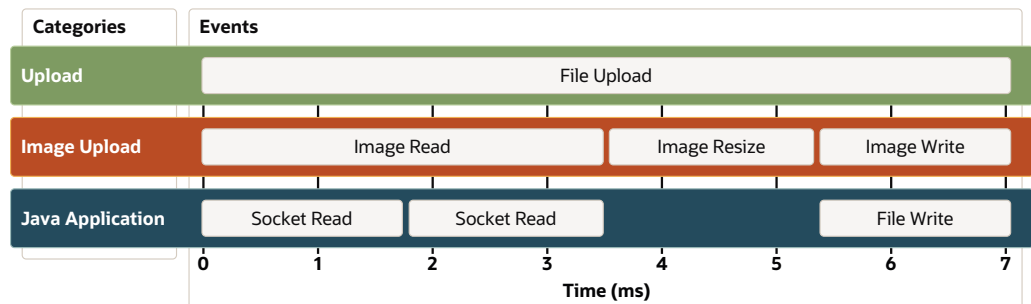 Categories
Events
Upload
File Upload
Image Upload
Image Read
Image Resize
Image Write
Java Application
Socket Read
Socket Read
File Write
0 1 2 3 4 5 6 7
Time (ms)